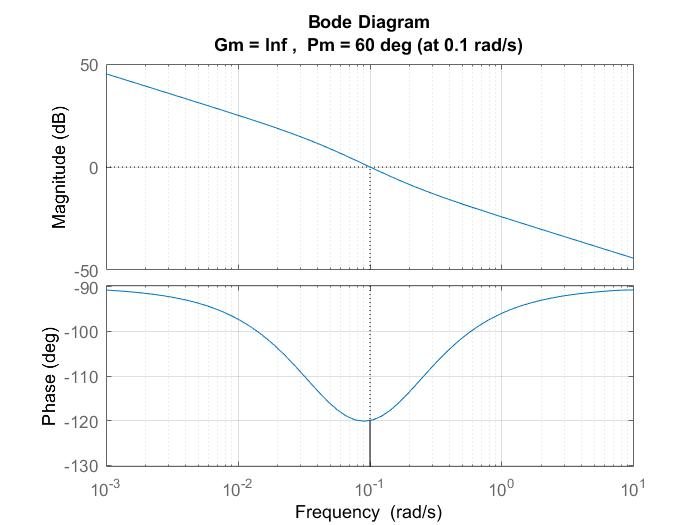 Bode Diagram
Gm = Inf ,  Pm = 60 deg (at 0.1 rad/s)
50
0
-50
Magnitude (dB)
-90
-100
-110
-120
-130
Phase (deg)
10^-3
10^-2
10^-1
10^0
10^1
Frequency  (rad/s)